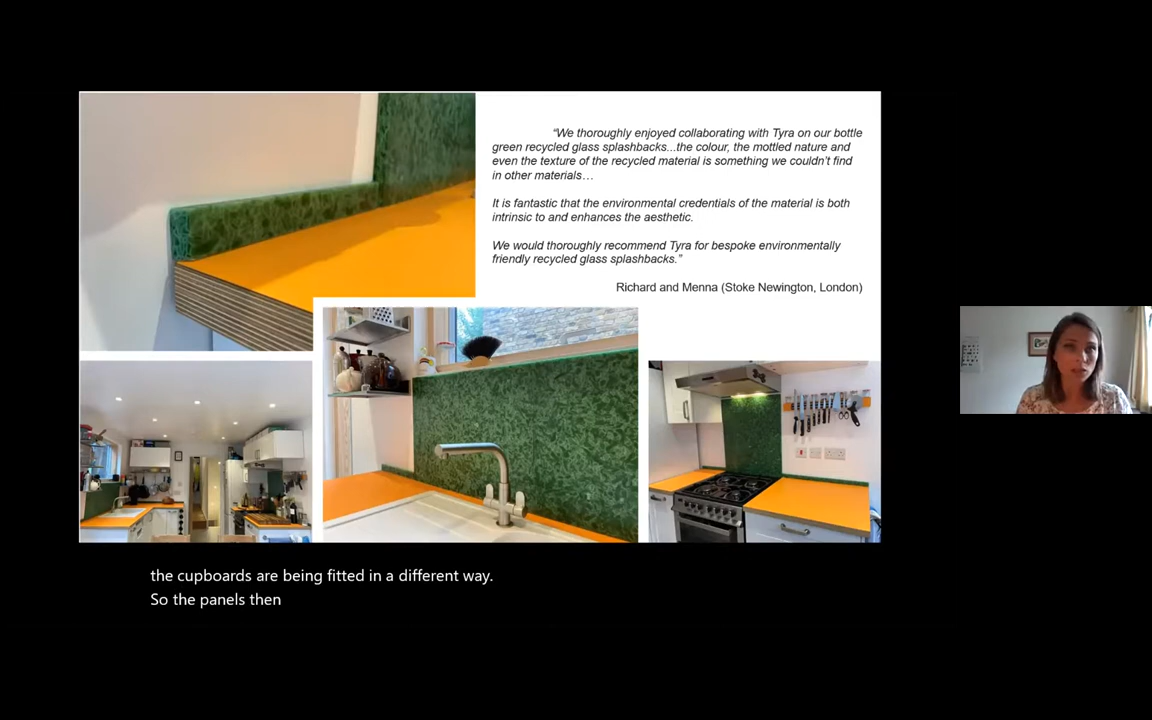 “We thoroughly enjoyed collaborating with Tyra on our bottle
green recycled glass splashbacks...the colour, the mottled nature and
even the texture of the recycled material is something we couldn’t find
in other materials…
It is fantastic that the environmental credentials of the material is both
intrinsic to and enhances the aesthetic.
We would thoroughly recommend Tyra for bespoke environmentally
friendly recycled glass splashbacks.”
Richard and Menna (Stoke Newington, London)
the cupboards are being fitted in a different way.
So the panels then